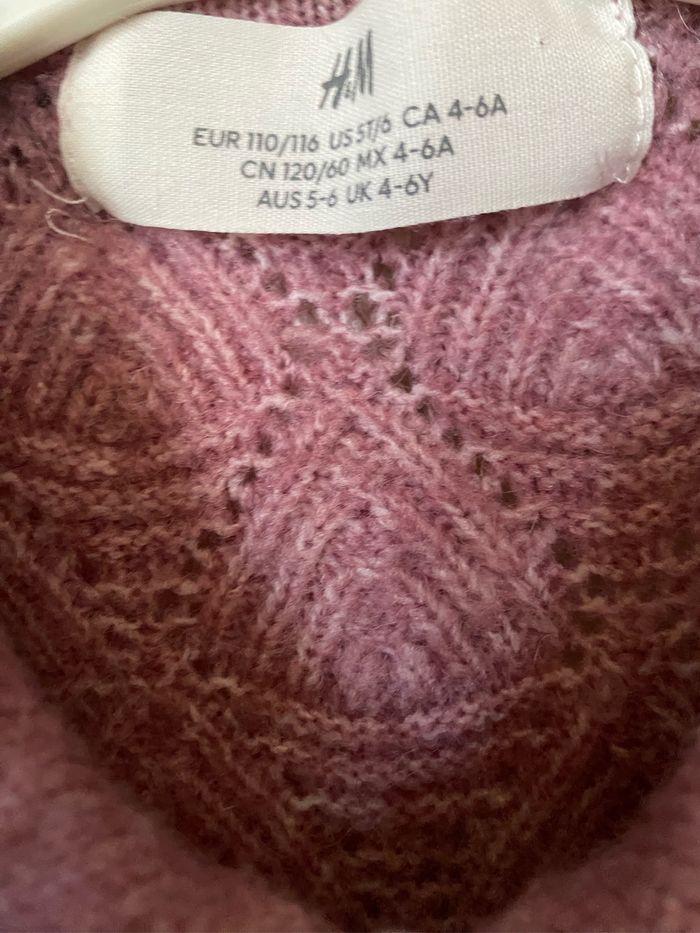 H&M
EUR 110/116 US 5T/6 CA 4-6A
CN 120/60 MX 4-6A
AUS 5-6 UK 4-6Y